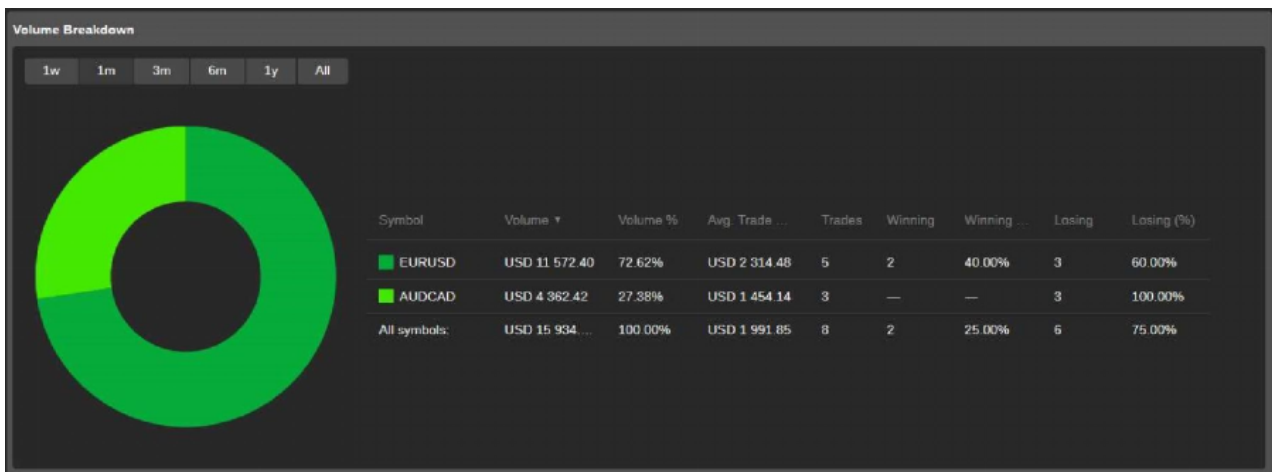 Volume Breakdown
1w 1m 3m 6m 1y All
Symbol Volume ▼ Volume % Avg. Trade ... Trades Winning Winning ... Losing Losing (%)
EURUSD USD 11 572.40 72.62% USD 2 314.48 5 2 40.00% 3 60.00%
AUDCAD USD 4 362.42 27.38% USD 1 454.14 3 — — 3 100.00%
All symbols: USD 15 934.... 100.00% USD 1 991.85 8 2 25.00% 6 75.00%